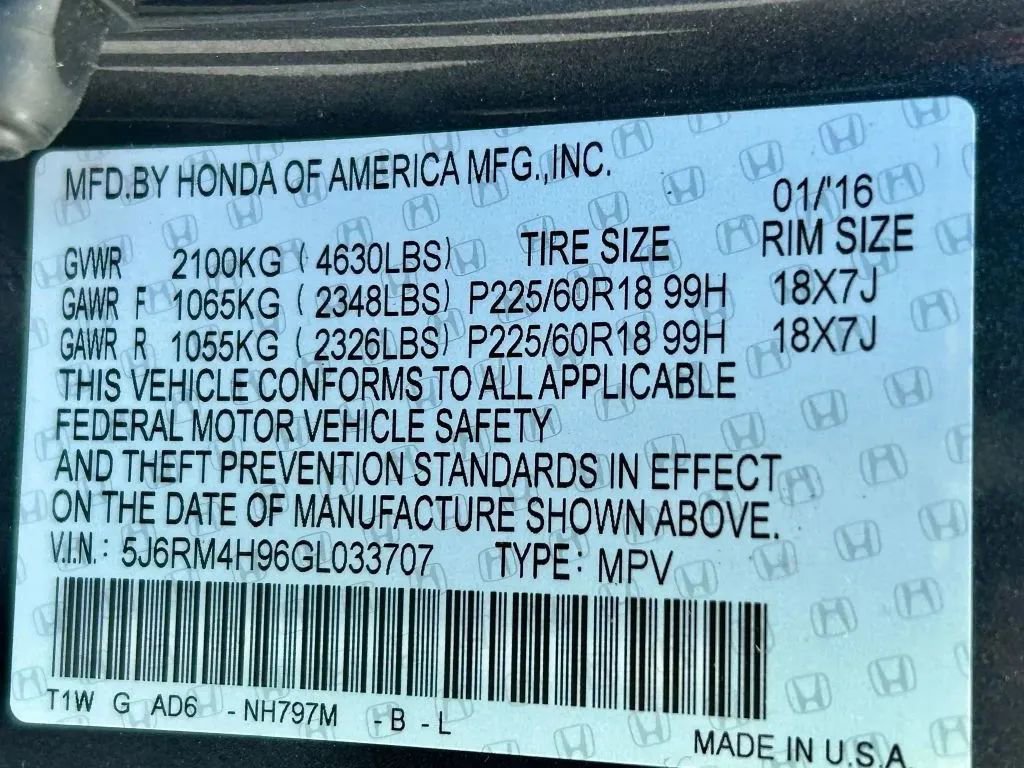 MFD.BY HONDA OF AMERICA MFG.,INC.
01/'16
GVWR 2100KG ( 4630LBS) TIRE SIZE RIM SIZE
GAWR F 1065KG ( 2348LBS) P225/60R18 99H 18X7J
GAWR R 1055KG ( 2326LBS) P225/60R18 99H 18X7J
THIS VEHICLE CONFORMS TO ALL APPLICABLE
FEDERAL MOTOR VEHICLE SAFETY
AND THEFT PREVENTION STANDARDS IN EFFECT
ON THE DATE OF MANUFACTURE SHOWN ABOVE.
V.I.N.: 5J6RM4H96GL033707 TYPE: MPV
T1W G AD6 - NH797M - B - L
MADE IN U.S.A.